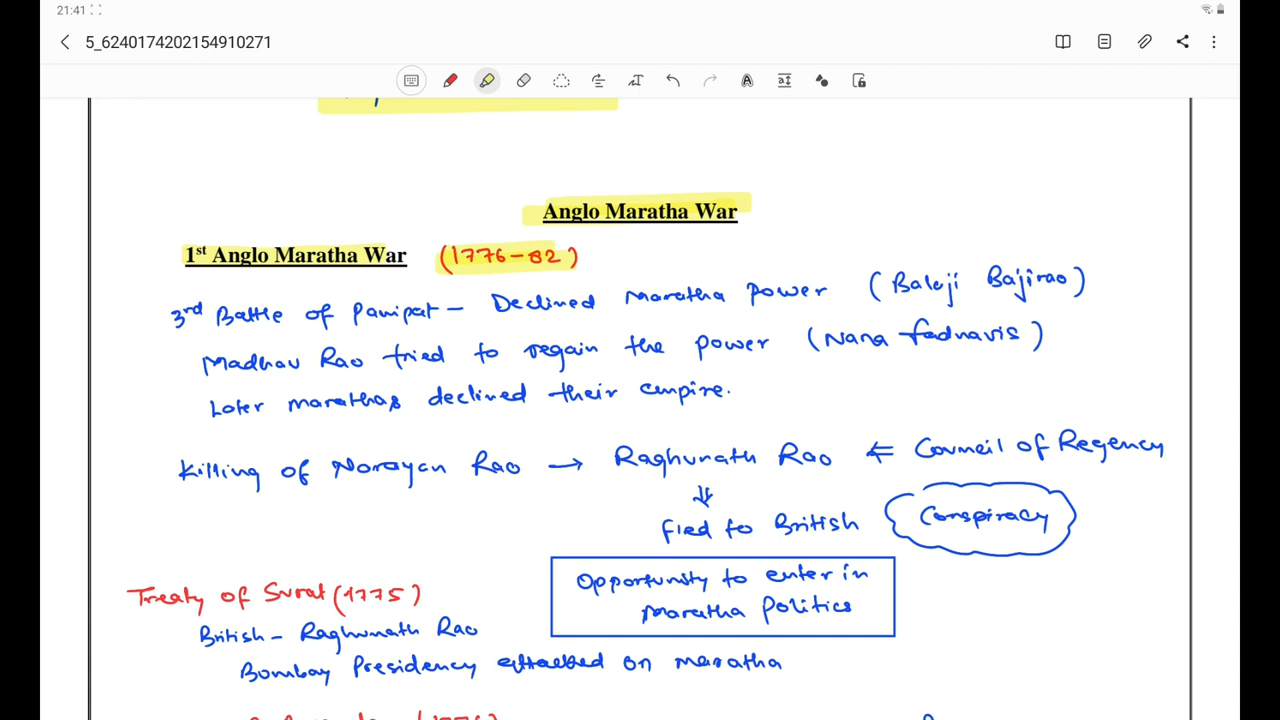 21:41
5_6240174202154910271
Anglo Maratha War
1st Anglo Maratha War (1776-82)
3rd Battle of Panipat - Declined Maratha power (Balaji Bajirao)
Madhav Rao tried to regain the power (Nana fadnavis)
Later marathas declined their empire.
Killing of Narayan Rao → Raghunath Rao ⇐ Council of Regency
⇓
fled to British
Conspiracy
Opportunity to enter in
Maratha politics
Treaty of Surat (1775)
British - Raghunath Rao
Bombay Presidency attacked on maratha